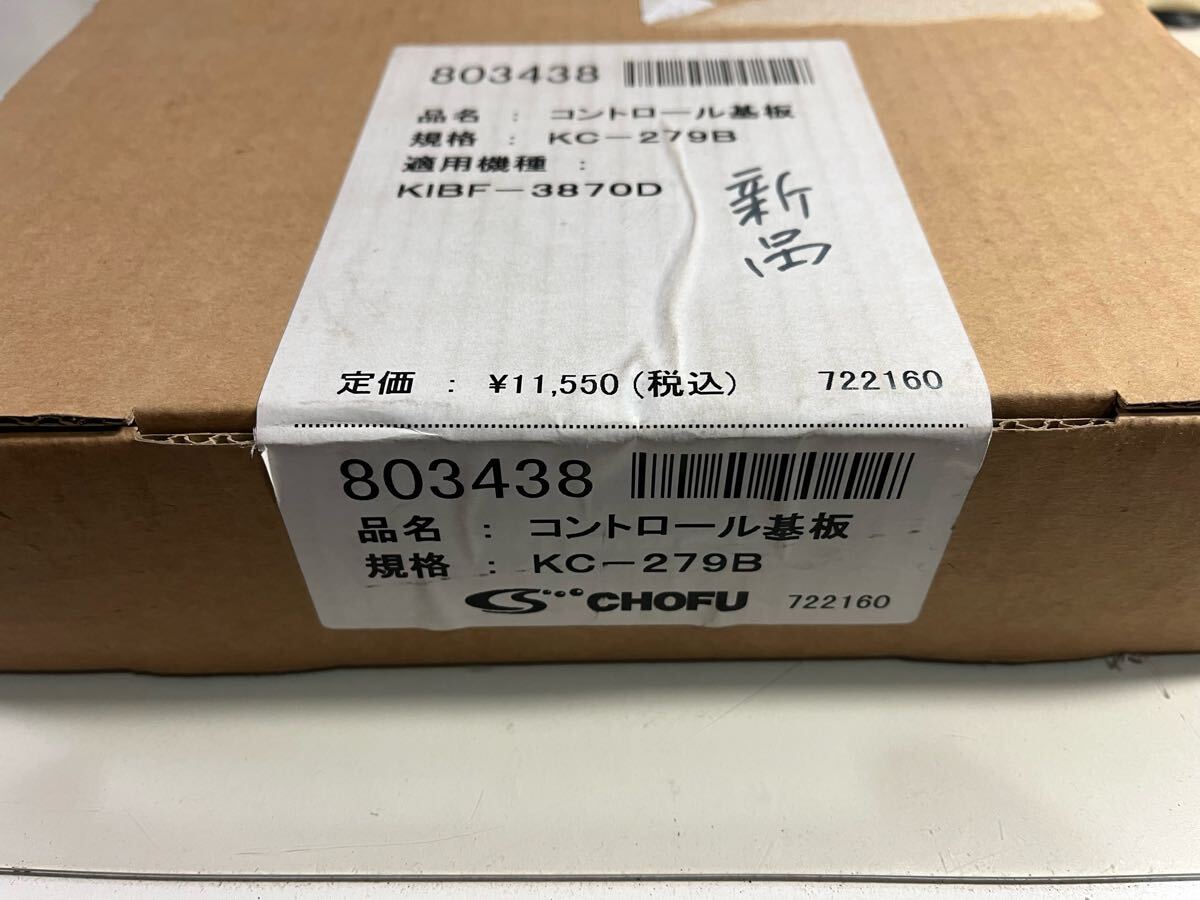 803438
品名 : コントロール基板
規格 : KC-279B
適用機種 :
KIBF-3870D
定価 : ¥11,550(税込) 722160
803438
品名 : コントロール基板
規格 : KC-279B
CHOFU 722160